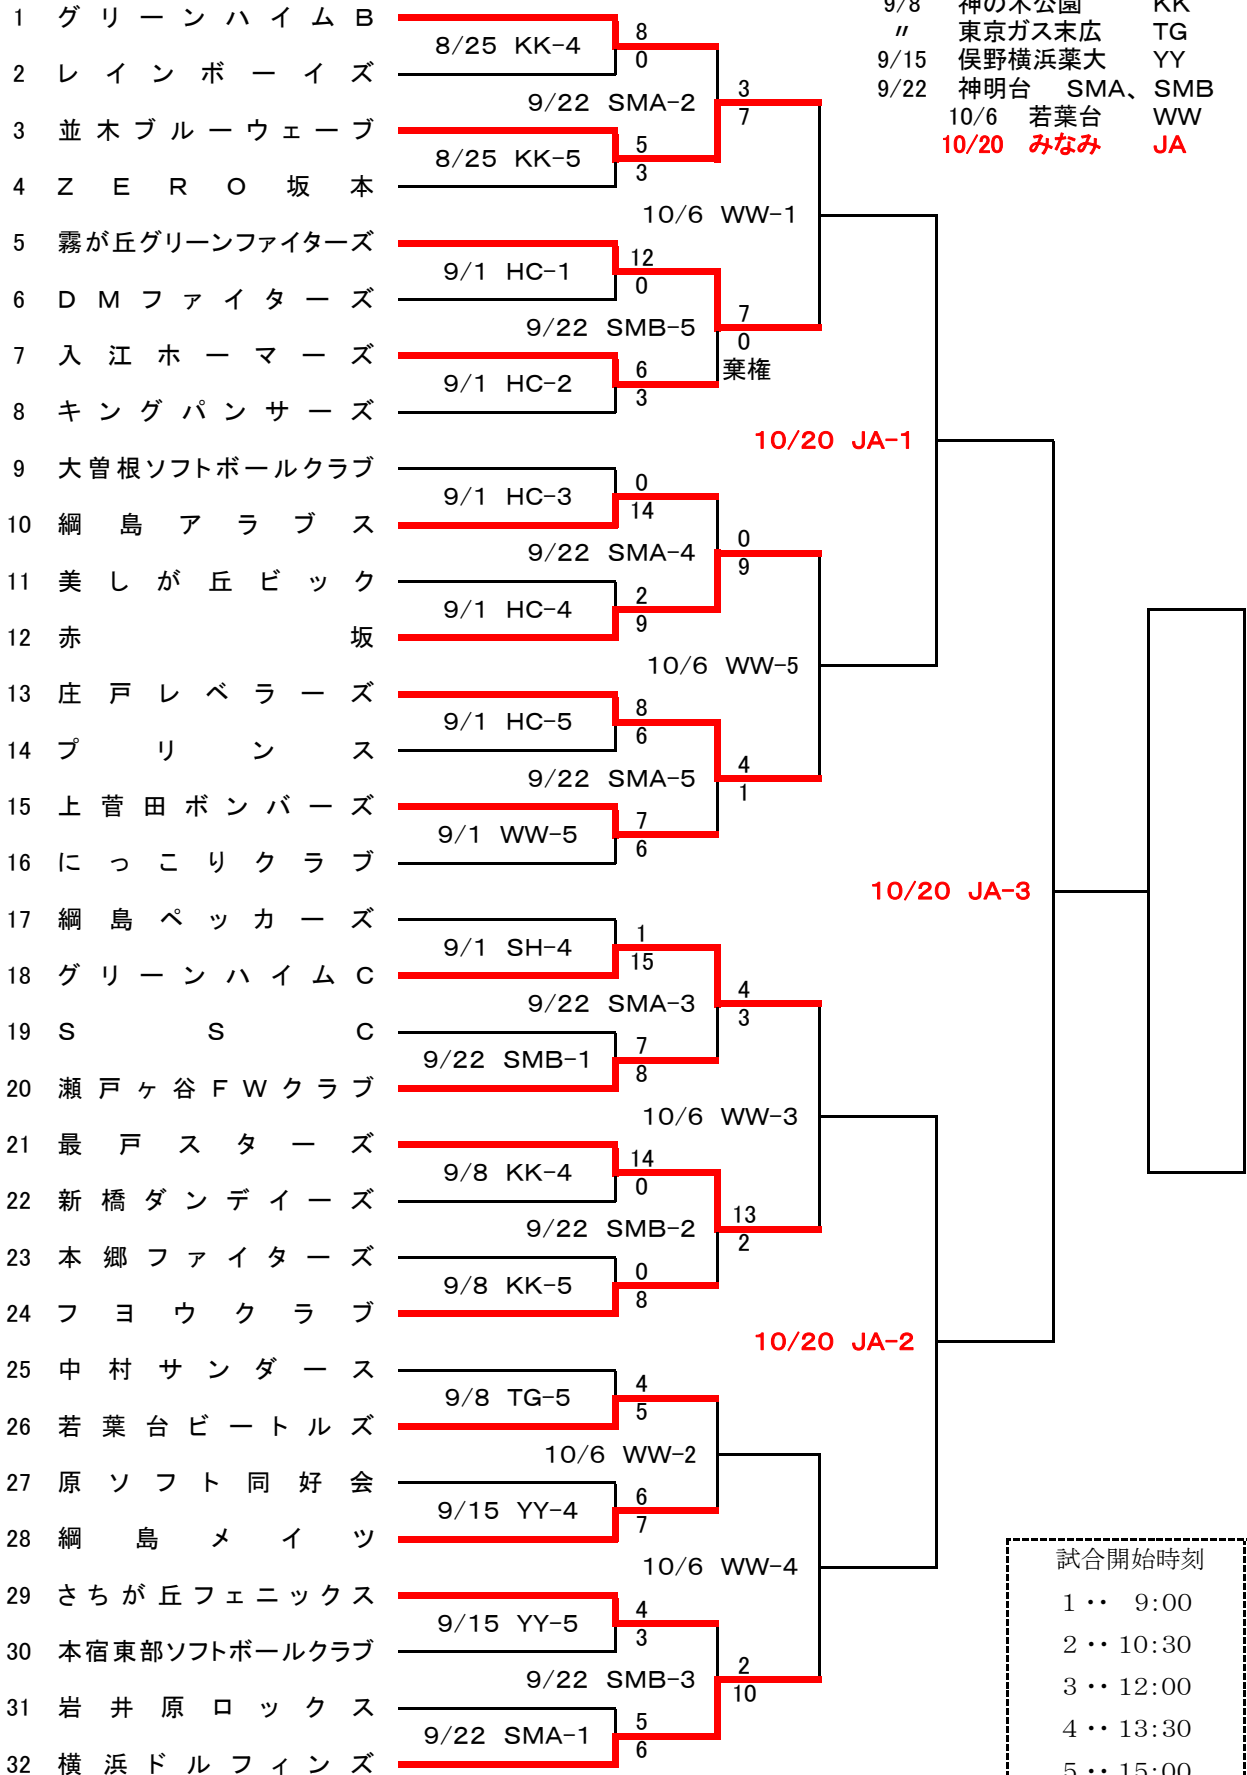 9/8 神の木公園 KK
〃 東京ガス末広 TG
9/15 俣野横浜薬大 YY
9/22 神明台 SMA、SMB
10/6 若葉台 WW
10/20 みなみ JA
1 グリーンハイムB
8/25 KK-4
8
0
2 レインボーイズ
9/22 SMA-2
3
7
3 並木ブルーウェーブ
8/25 KK-5
5
3
4 ZERO坂本
10/6 WW-1
5 霧が丘グリーンファイターズ
9/1 HC-1
12
0
6 DMファイターズ
9/22 SMB-5
7
0
棄権
7 入江ホーマーズ
9/1 HC-2
6
3
8 キングパンサーズ
10/20 JA-1
9 大曽根ソフトボールクラブ
9/1 HC-3
0
14
10 綱島アラブス
9/22 SMA-4
0
9
11 美しが丘ビック
9/1 HC-4
2
9
12 赤坂
10/6 WW-5
13 庄戸レベラーズ
9/1 HC-5
8
6
14 プリンス
9/22 SMA-5
4
1
15 上菅田ボンバーズ
9/1 WW-5
7
6
16 にっこりクラブ
10/20 JA-3
17 綱島ペッカーズ
9/1 SH-4
1
15
18 グリーンハイムC
9/22 SMA-3
4
3
19 SSC
9/22 SMB-1
7
8
20 瀬戸ヶ谷FWクラブ
10/6 WW-3
21 最戸スターズ
9/8 KK-4
14
0
22 新橋ダンデイーズ
9/22 SMB-2
13
2
23 本郷ファイターズ
9/8 KK-5
0
8
24 フヨウクラブ
10/20 JA-2
25 中村サンダース
9/8 TG-5
4
5
26 若葉台ビートルズ
10/6 WW-2
27 原ソフト同好会
9/15 YY-4
6
7
28 綱島メイツ
10/6 WW-4
29 さちが丘フェニックス
9/15 YY-5
4
3
30 本宿東部ソフトボールクラブ
9/22 SMB-3
2
10
31 岩井原ロックス
9/22 SMA-1
5
6
32 横浜ドルフィンズ
試合開始時刻
1‥ 9:00
2‥10:30
3‥12:00
4‥13:30
5‥15:00